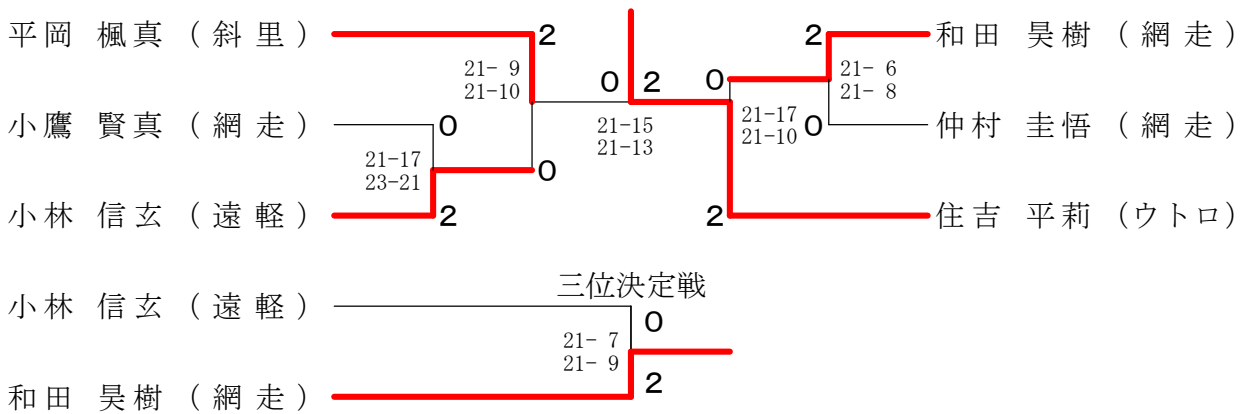 平岡 楓真 （ 斜 里 ）
2
2
和田 昊樹 （ 網 走 ）
21- 9
21-10
0
2
0
21- 6
21- 8
小鷹 賢真 （ 網 走 ）
0
21-15
21-13
21-17
21-10
0
仲村 圭悟 （ 網 走 ）
21-17
23-21
0
小林 信玄 （ 遠 軽 ）
2
2
住吉 平莉 （ウトロ）
三位決定戦
小林 信玄 （ 遠 軽 ）
0
21- 7
21- 9
2
和田 昊樹 （ 網 走 ）